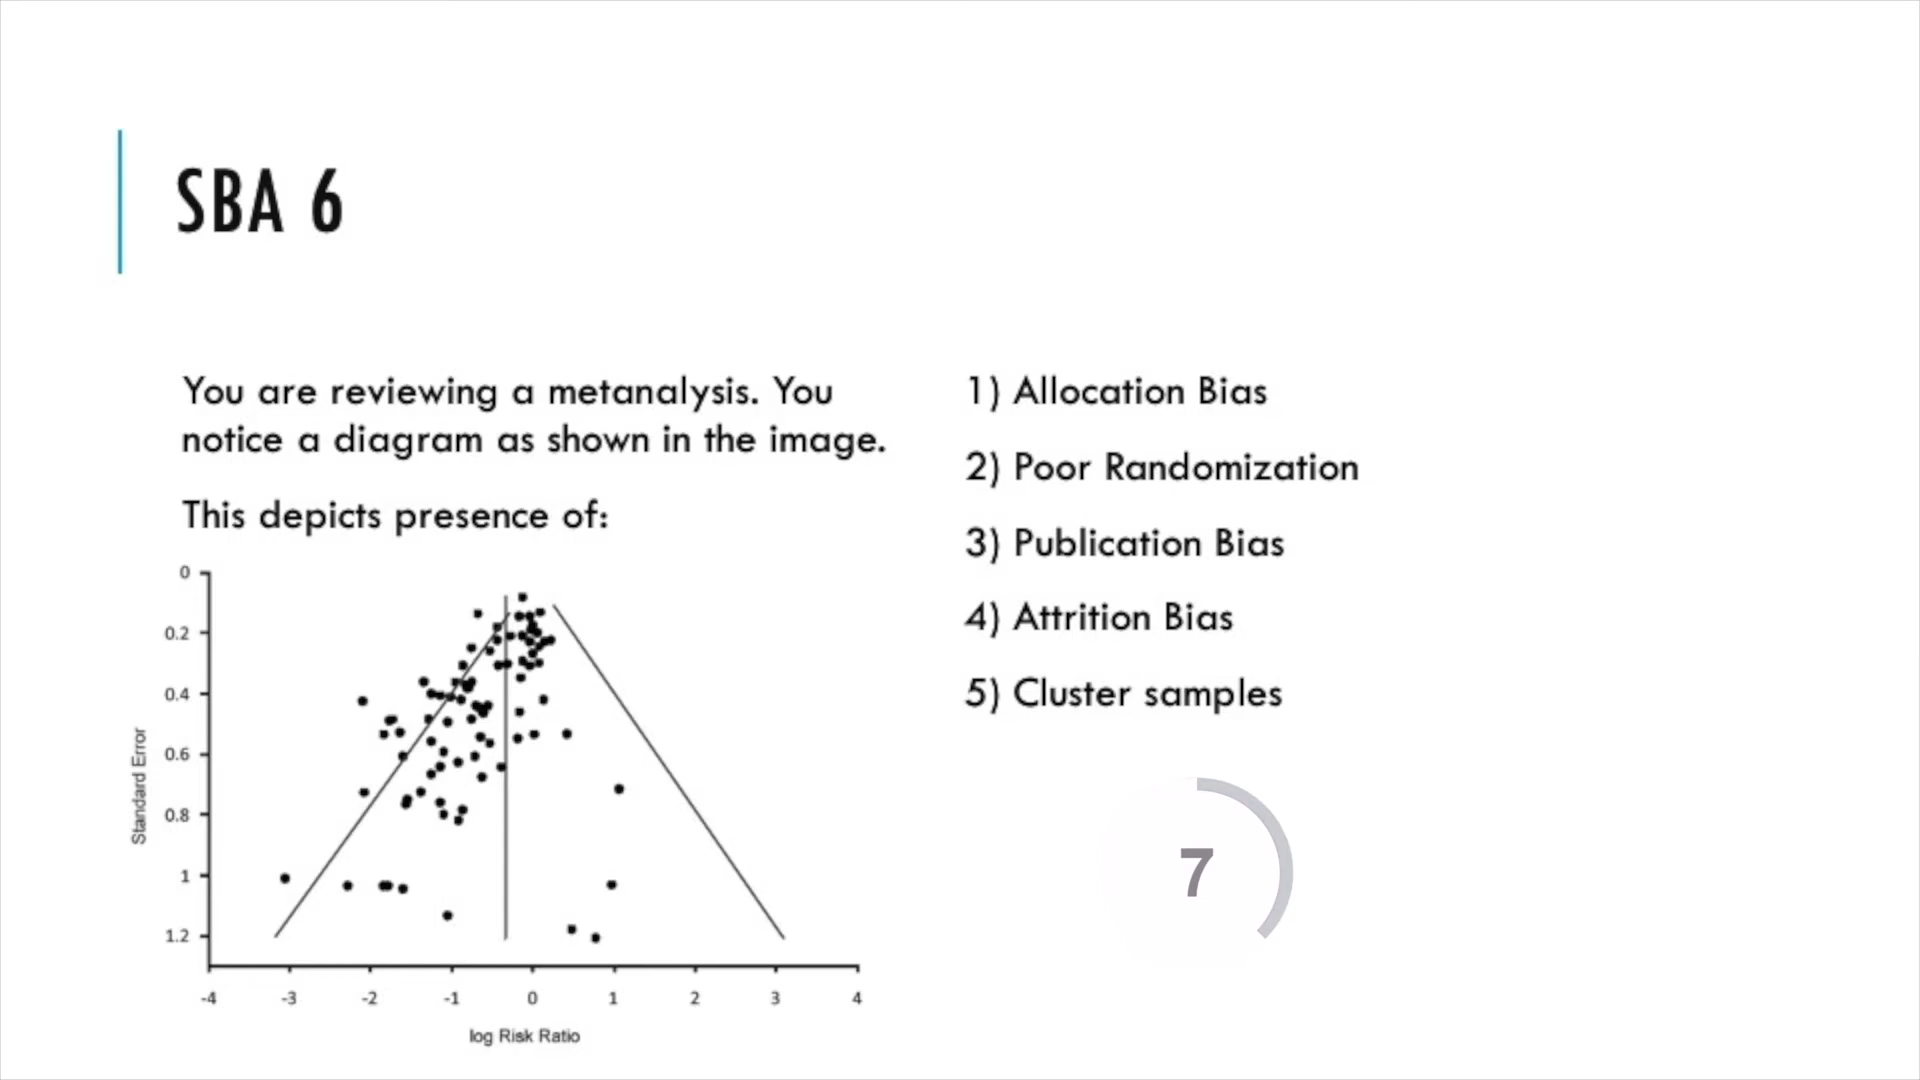 SBA 6
You are reviewing a metanalysis. You
notice a diagram as shown in the image.
This depicts presence of:
0
0.2
0.4
0.6
0.8
1
1.2
Standard Error
-4 -3 -2 -1 0 1 2 3 4
log Risk Ratio
1) Allocation Bias
2) Poor Randomization
3) Publication Bias
4) Attrition Bias
5) Cluster samples
7